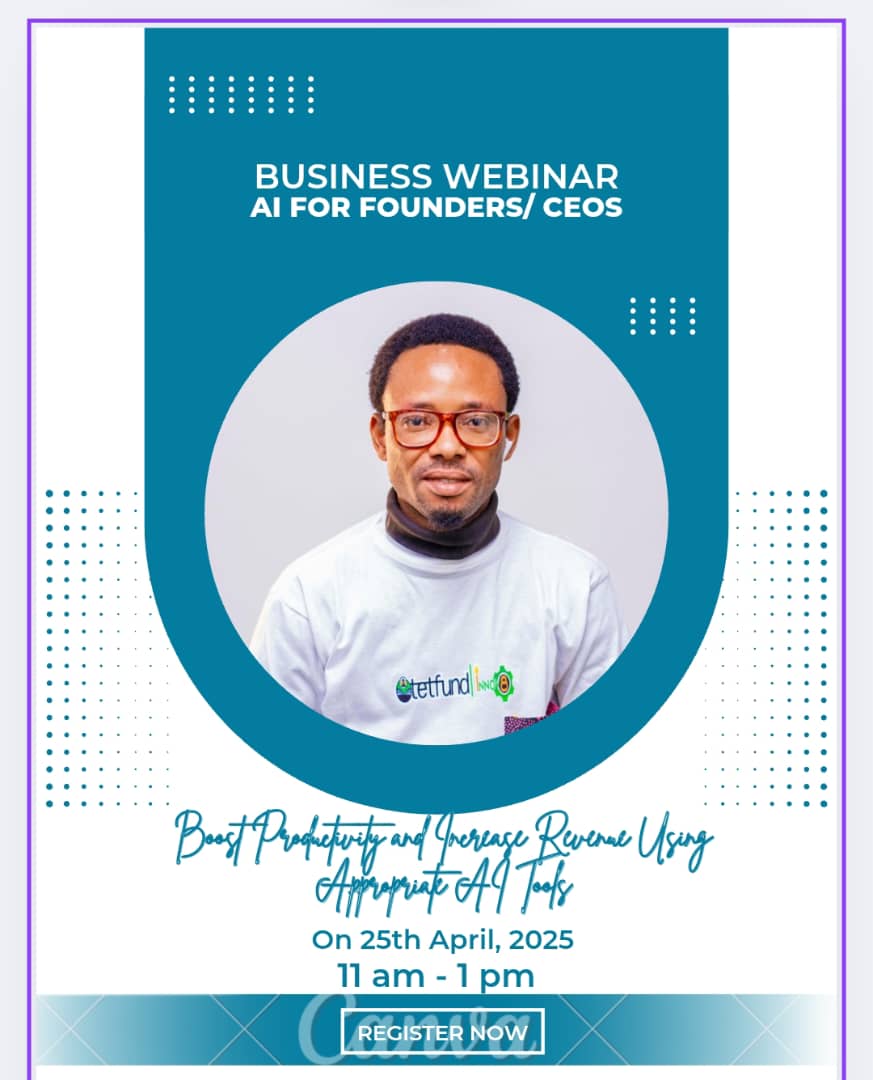 BUSINESS WEBINAR
AI FOR FOUNDERS/ CEOS
tetfund INNO
Boost Productivity and Increase Revenue Using
Appropriate AI Tools
On 25th April, 2025
11 am - 1 pm
Canva
REGISTER NOW